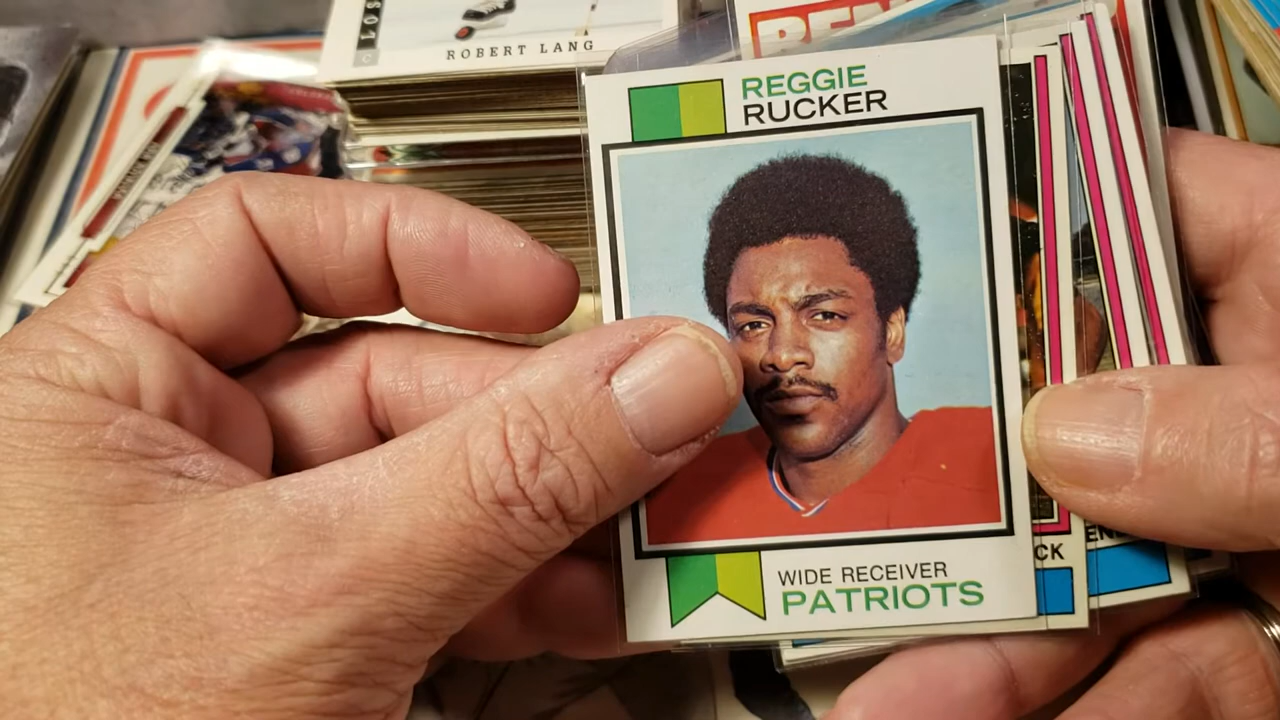 ROBERT LANG
REGGIE
RUCKER
WIDE RECEIVER
PATRIOTS